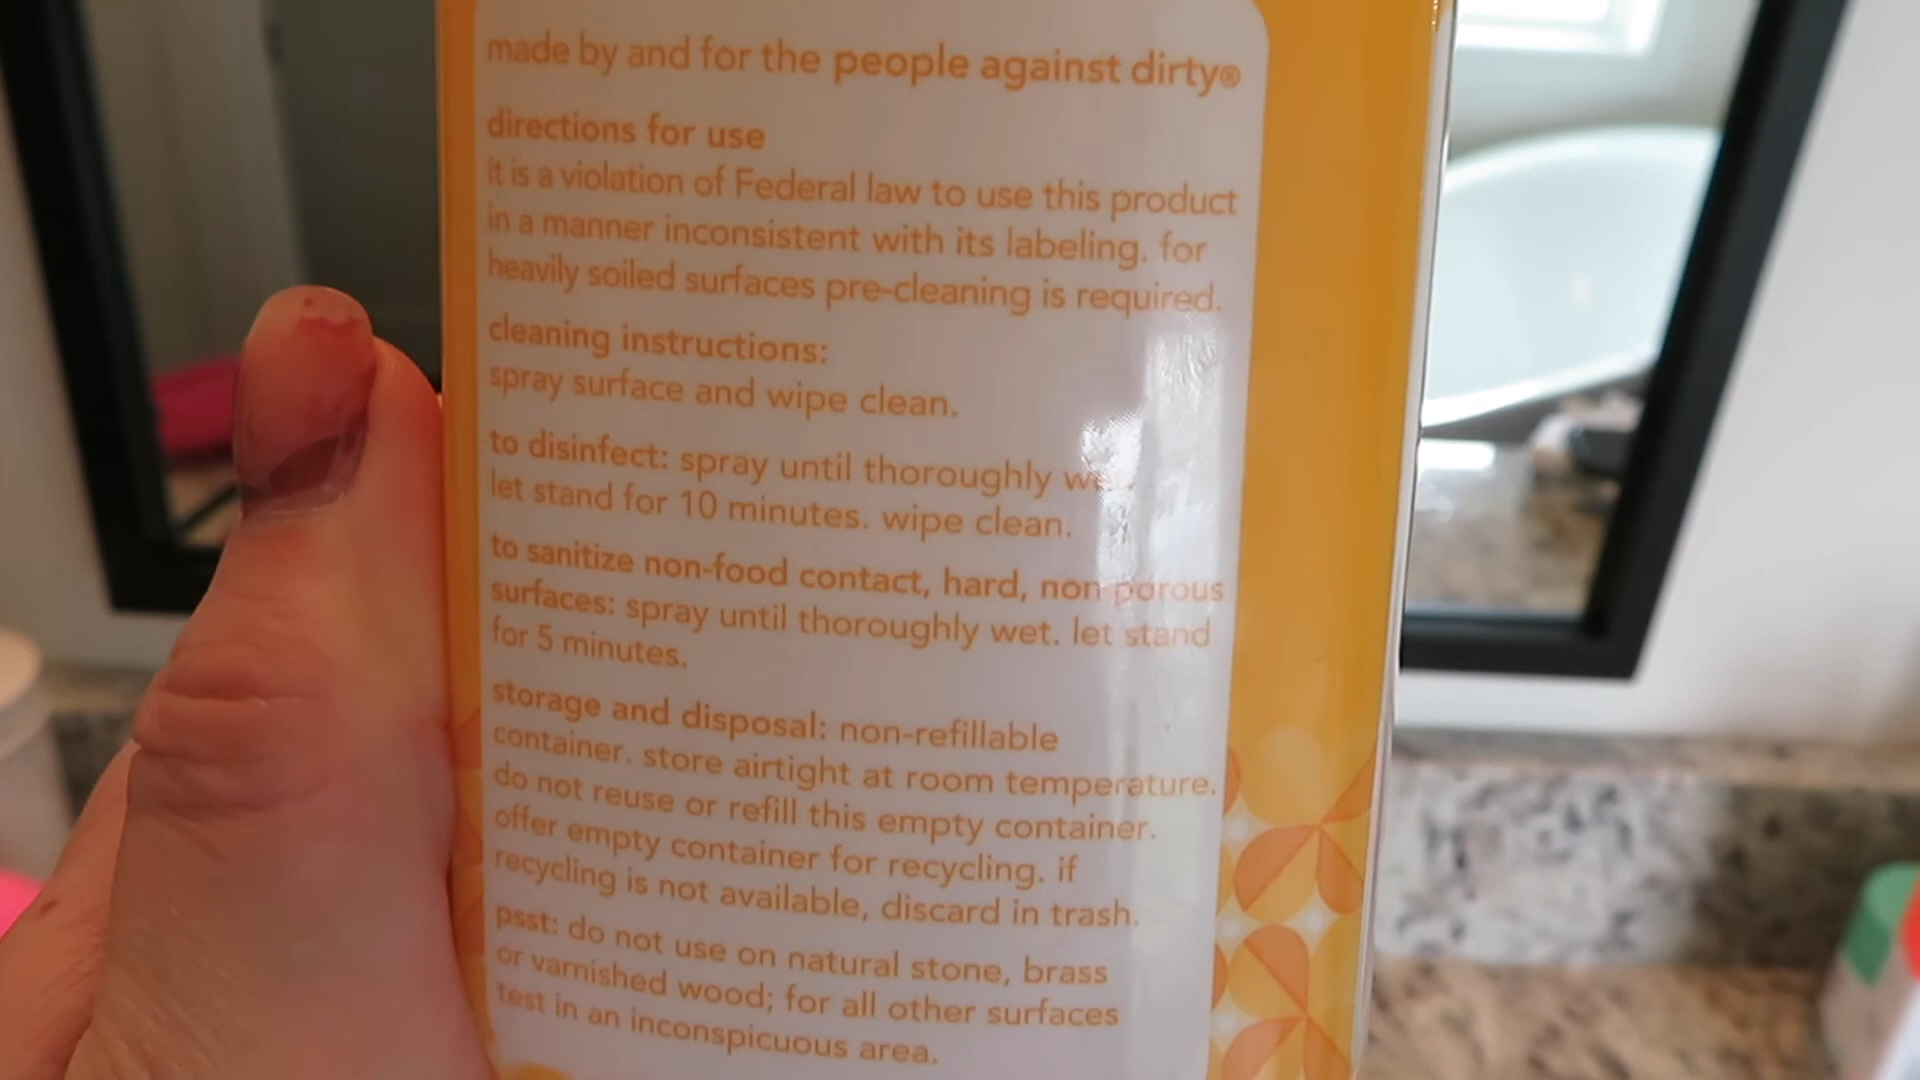 made by and for the people against dirty®
directions for use
it is a violation of Federal law to use this product
in a manner inconsistent with its labeling. for
heavily soiled surfaces pre-cleaning is required.
cleaning instructions:
spray surface and wipe clean.
to disinfect: spray until thoroughly
let stand for 10 minutes. wipe clean.
to sanitize non-food contact, hard, non-porous
surfaces: spray until thoroughly wet. let stand
for 5 minutes.
storage and disposal: non-refillable
container. store airtight at room temperature.
do not reuse or refill this empty container.
offer empty container for recycling. if
recycling is not available, discard in trash.
psst: do not use on natural stone, brass
or varnished wood; for all other surfaces
test in an inconspicuous area.